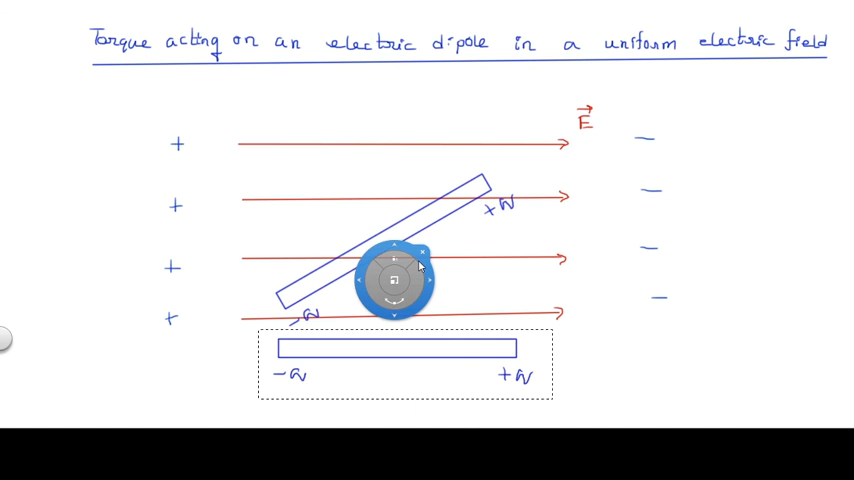 Torque acting on an electric dipole in a uniform electric field
E
+ -
+ -
+q
+ -
-q
+ -
-q +q